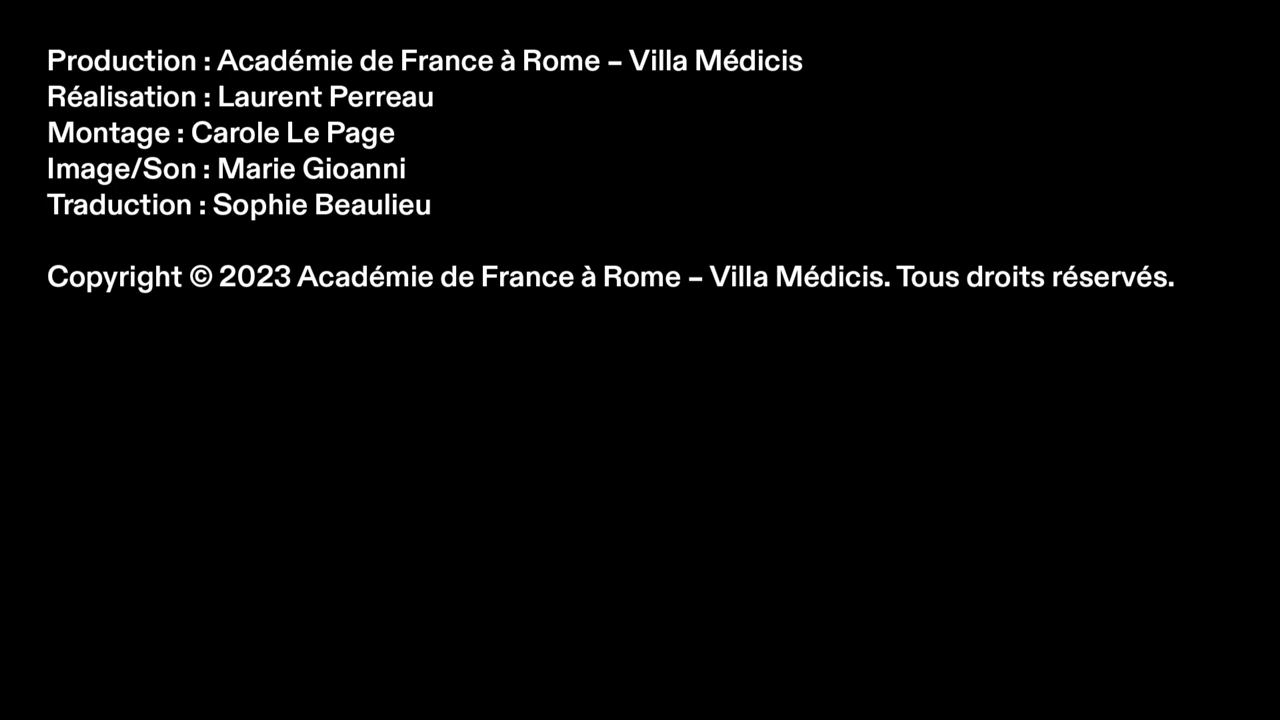 Production : Académie de France à Rome – Villa Médicis
Réalisation : Laurent Perreau
Montage : Carole Le Page
Image/Son : Marie Gioanni
Traduction : Sophie Beaulieu
Copyright © 2023 Académie de France à Rome – Villa Médicis. Tous droits réservés.